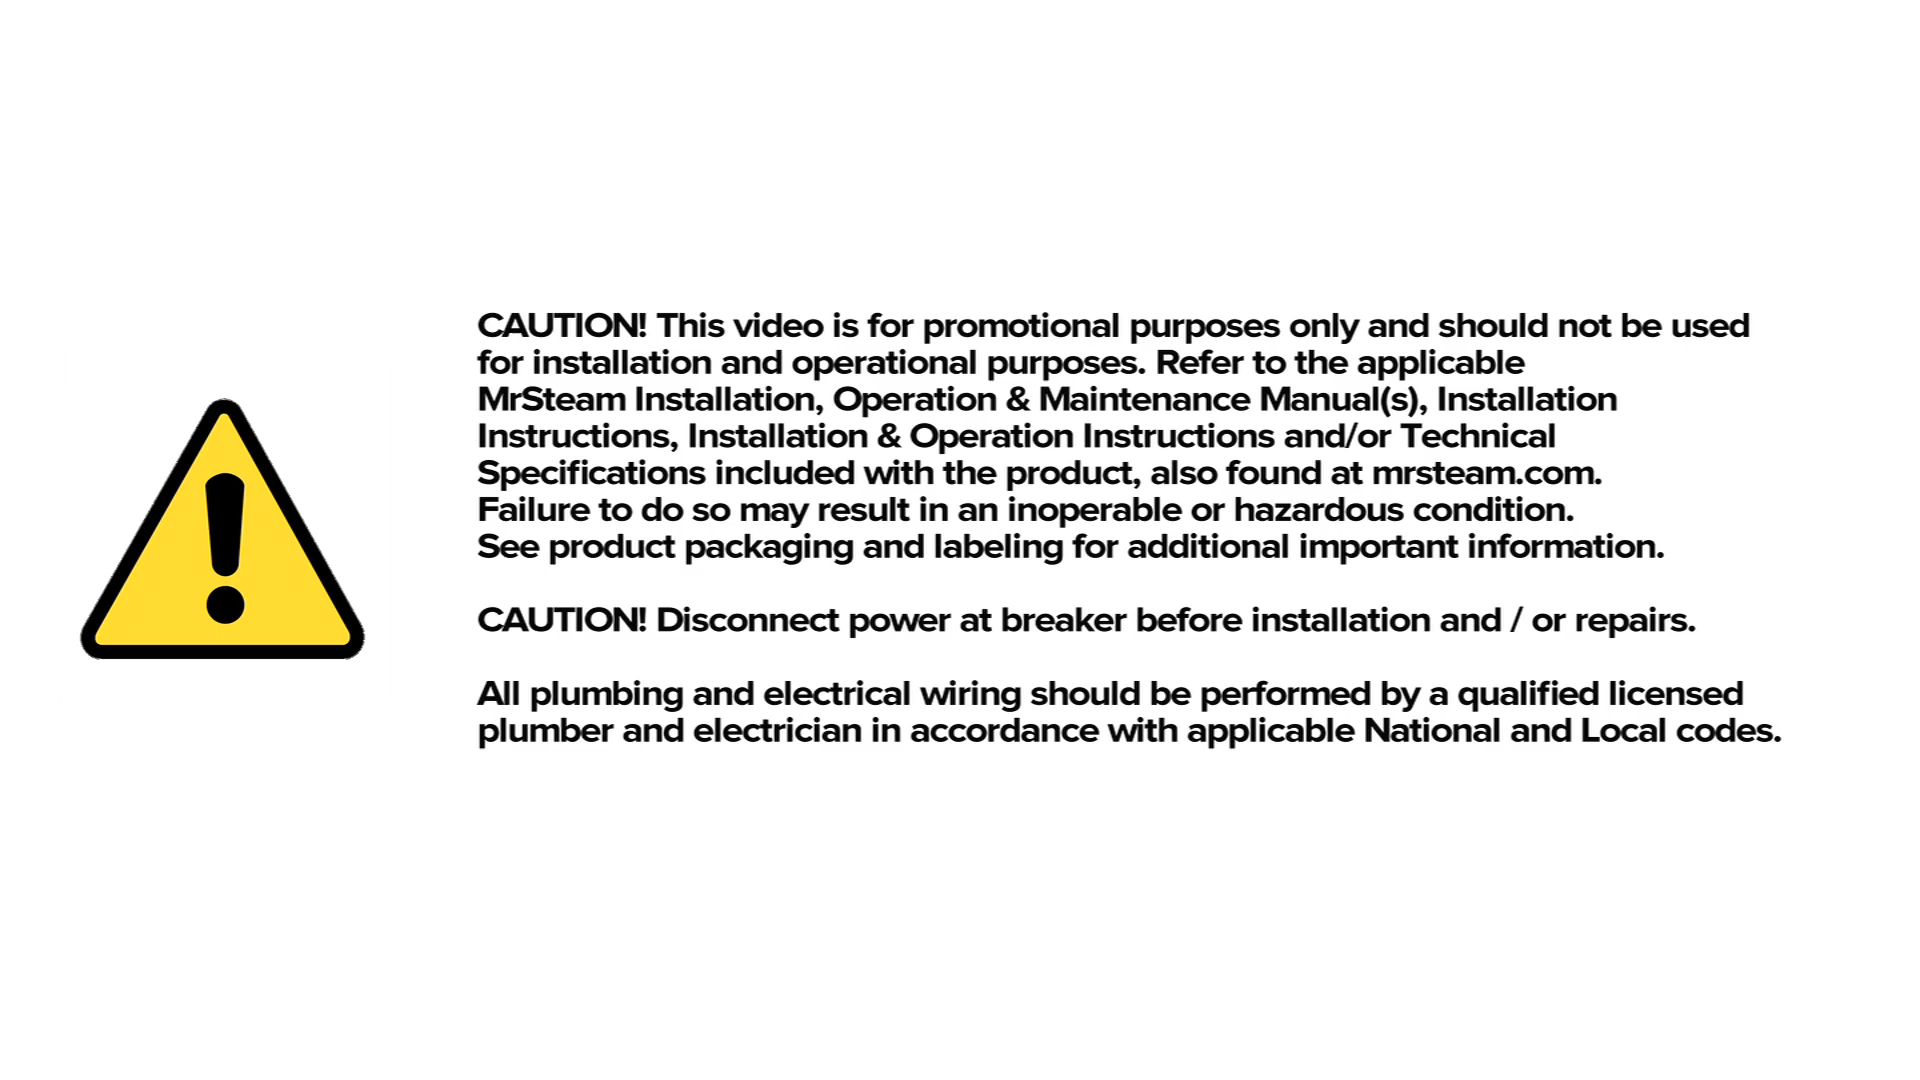 CAUTION! This video is for promotional purposes only and should not be used
for installation and operational purposes. Refer to the applicable
MrSteam Installation, Operation & Maintenance Manual(s), Installation
Instructions, Installation & Operation Instructions and/or Technical
Specifications included with the product, also found at mrsteam.com.
Failure to do so may result in an inoperable or hazardous condition.
See product packaging and labeling for additional important information.
CAUTION! Disconnect power at breaker before installation and / or repairs.
All plumbing and electrical wiring should be performed by a qualified licensed
plumber and electrician in accordance with applicable National and Local codes.